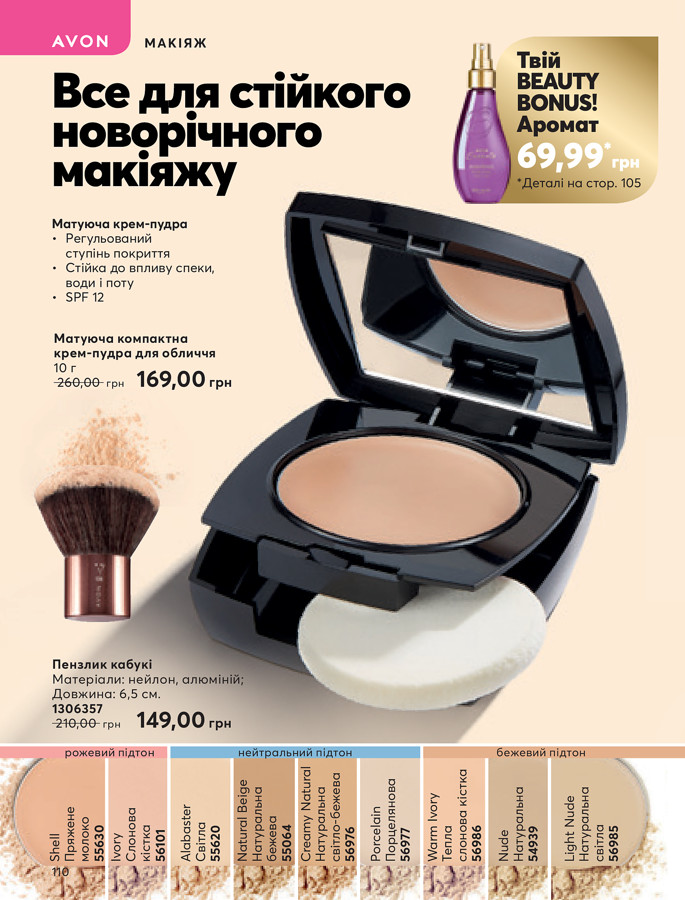 AVON
МАКІЯЖ
Все для стійкого
новорічного
макіяжу
Твій
BEAUTY
BONUS!
Аромат
69,99* грн
*Деталі на стор. 105
Матуюча крем-пудра
• Регульований
ступінь покриття
• Стійка до впливу спеки,
води і поту
• SPF 12
Матуюча компактна
крем-пудра для обличчя
10 г
260,00 грн 169,00 грн
AVON
Пензлик кабукі
Матеріали: нейлон, алюміній;
Довжина: 6,5 см.
1306357
210,00 грн 149,00 грн
рожевий підтон
нейтральний підтон
бежевий підтон
Shell
Пряжене
молоко
55630
Ivory
Слонова
кістка
56101
Alabaster
Світла
55620
Natural Beige
Натуральна
бежева
55064
Creamy Natural
Натуральна
світло-бежева
56976
Porcelain
Порцелянова
56977
Warm Ivory
Тепла
слонова кістка
56986
Nude
Натуральна
54939
Light Nude
Натуральна
світла
56985
110